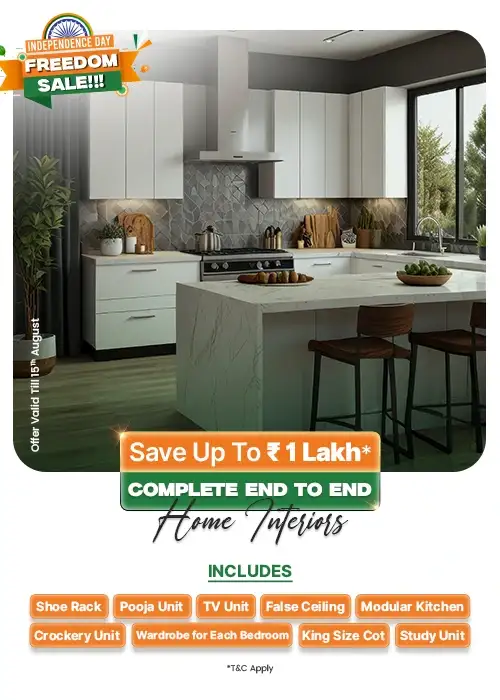 INDEPENDENCE DAY
FREEDOM
SALE!!!
Offer Valid Till 15th August
Save Up To ₹ 1 Lakh*
COMPLETE END TO END
Home Interiors
INCLUDES
Shoe Rack Pooja Unit TV Unit False Ceiling Modular Kitchen
Crockery Unit Wardrobe for Each Bedroom King Size Cot Study Unit
*T&C Apply